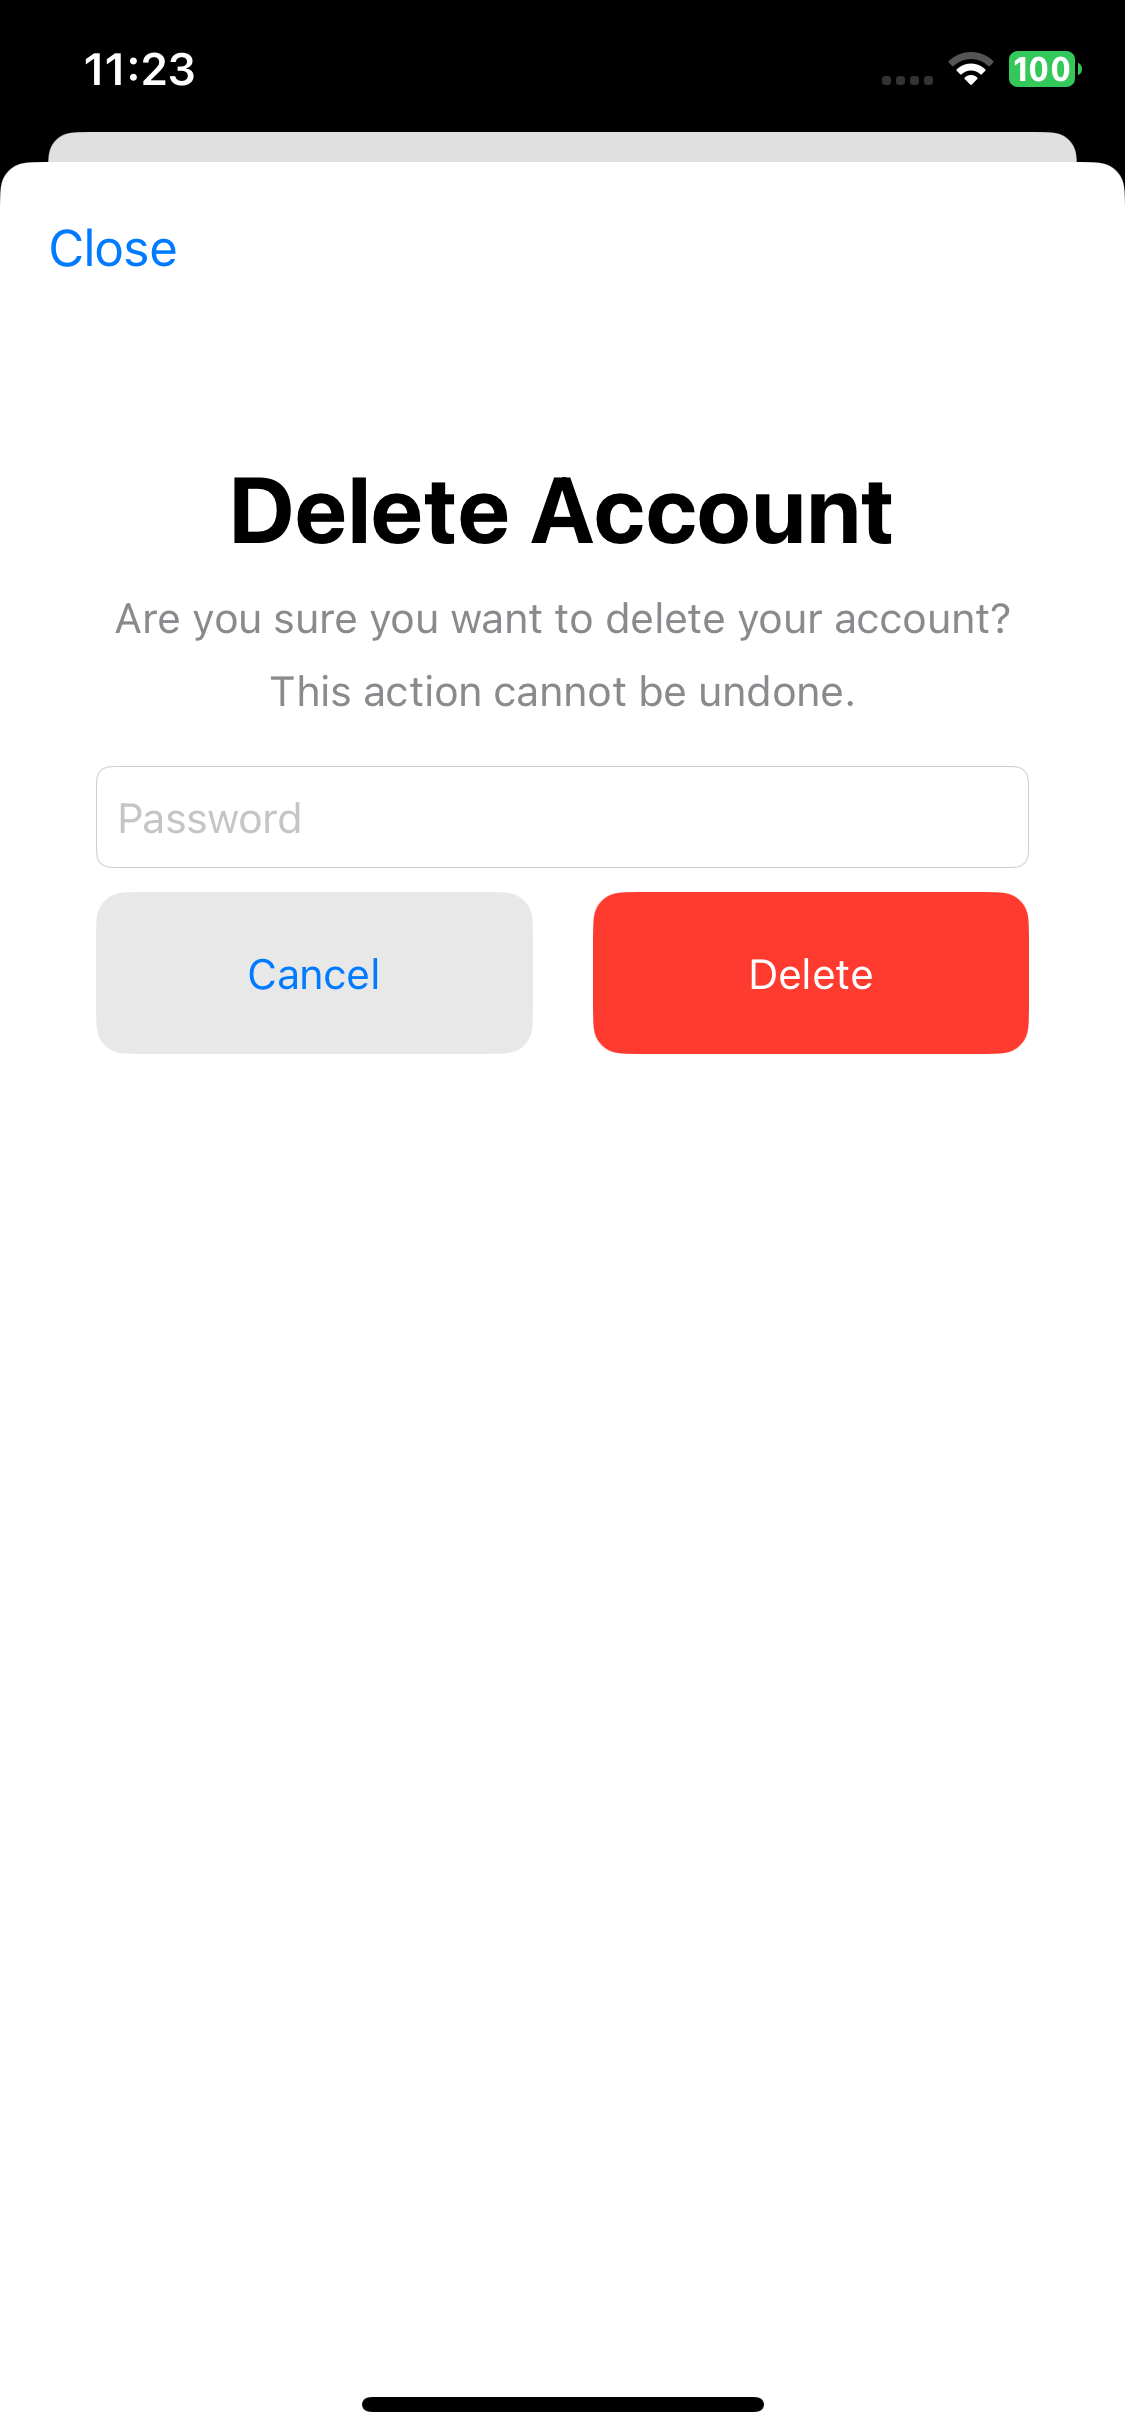 11:23
100
Close
Delete Account
Are you sure you want to delete your account?
This action cannot be undone.
Password
Cancel
Delete